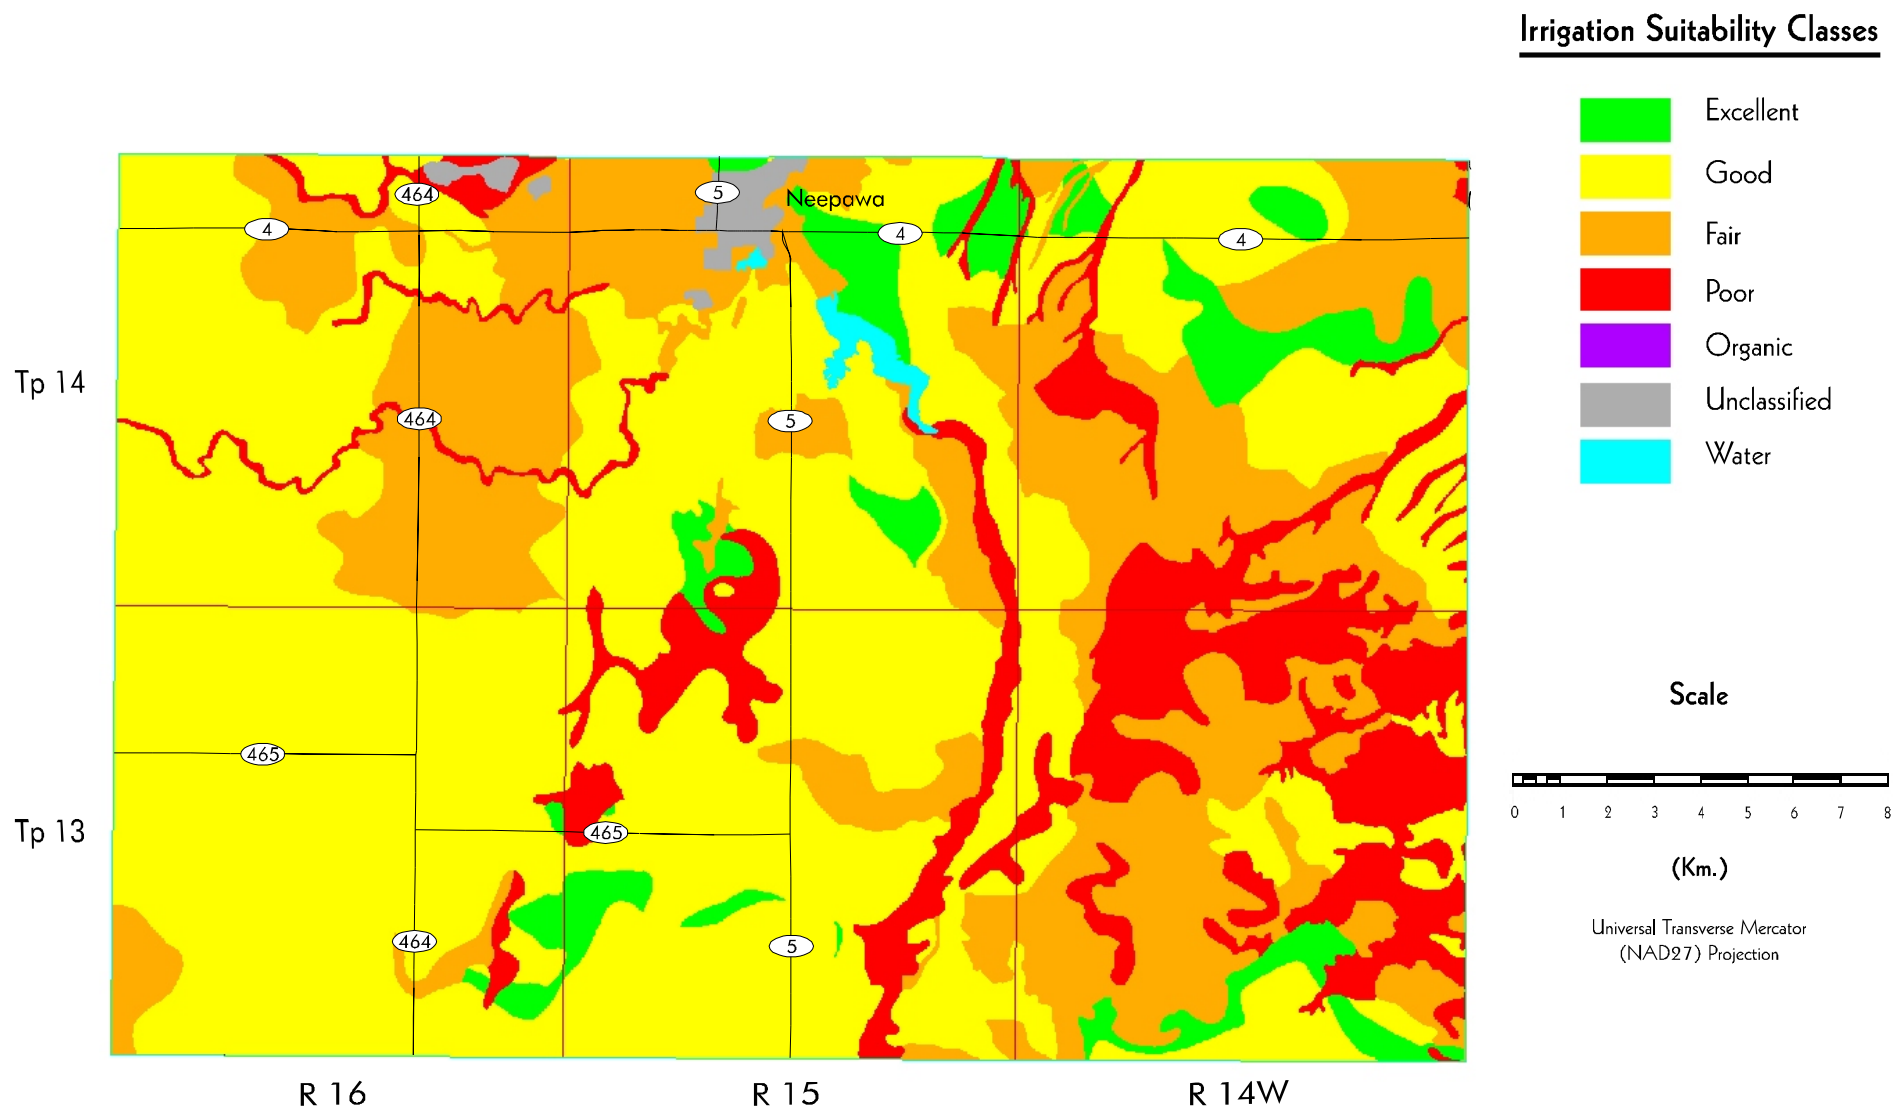 Irrigation Suitability Classes
Excellent
Good
Fair
Poor
Organic
Unclassified
Water
464
5
Neepawa
4
4
4
Tp 14
464
5
465
Scale
0 1 2 3 4 5 6 7 8
(Km.)
Tp 13
465
464
5
Universal Transverse Mercator
(NAD27) Projection
R 16
R 15
R 14W